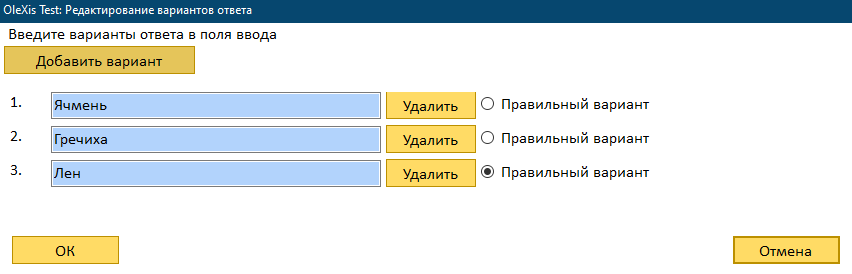 OleXis Test: Редактирование вариантов ответа
Введите варианты ответа в поля ввода
Добавить вариант
1. Ячмень Удалить Правильный вариант
2. Гречиха Удалить Правильный вариант
3. Лен Удалить Правильный вариант
ОК Отмена